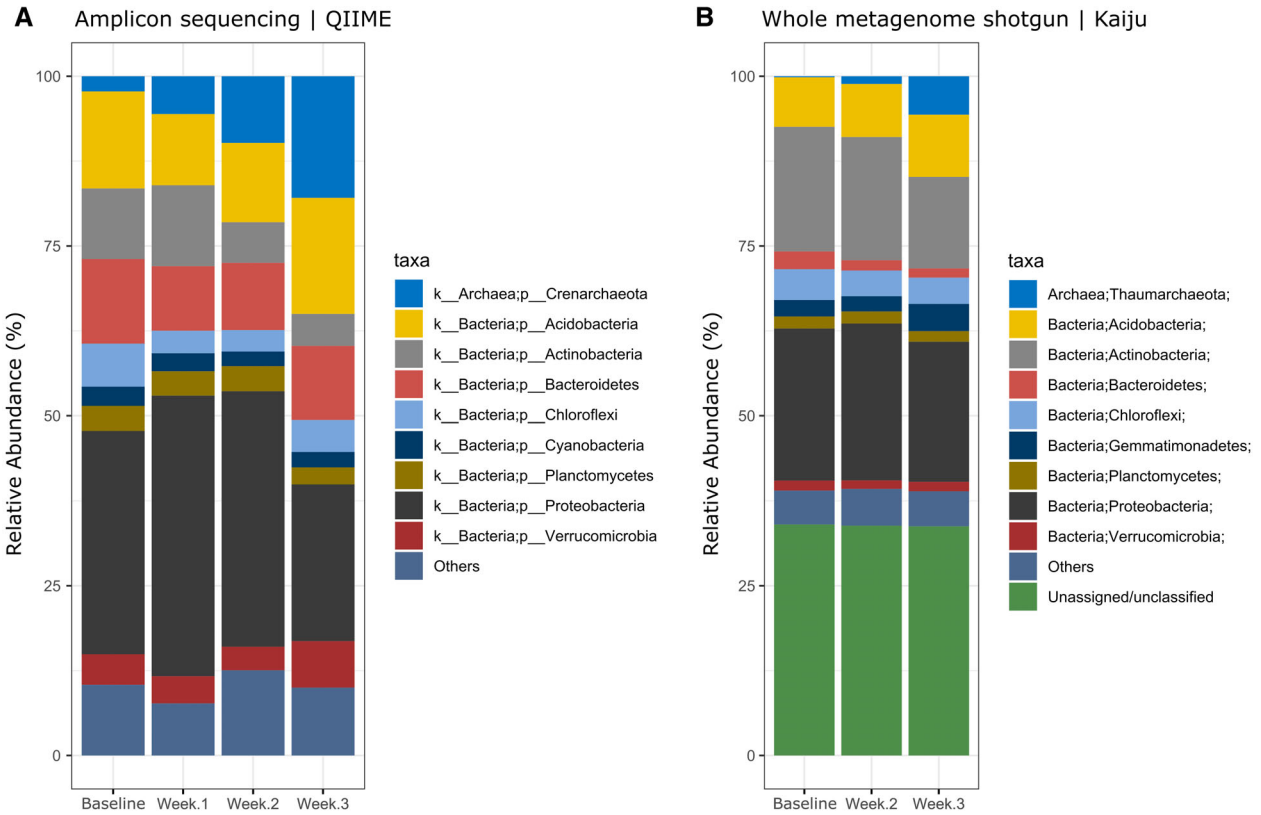 A
Amplicon sequencing | QIIME
Relative Abundance (%)
100
75
50
25
0
Baseline
Week.1
Week.2
Week.3
taxa
k__Archaea;p__Crenarchaeota
k__Bacteria;p__Acidobacteria
k__Bacteria;p__Actinobacteria
k__Bacteria;p__Bacteroidetes
k__Bacteria;p__Chloroflexi
k__Bacteria;p__Cyanobacteria
k__Bacteria;p__Planctomycetes
k__Bacteria;p__Proteobacteria
k__Bacteria;p__Verrucomicrobia
Others
B
Whole metagenome shotgun | Kaiju
Relative Abundance (%)
100
75
50
25
0
Baseline
Week.2
Week.3
taxa
Archaea;Thaumarchaeota;
Bacteria;Acidobacteria;
Bacteria;Actinobacteria;
Bacteria;Bacteroidetes;
Bacteria;Chloroflexi;
Bacteria;Gemmatimonadetes;
Bacteria;Planctomycetes;
Bacteria;Proteobacteria;
Bacteria;Verrucomicrobia;
Others
Unassigned/unclassified